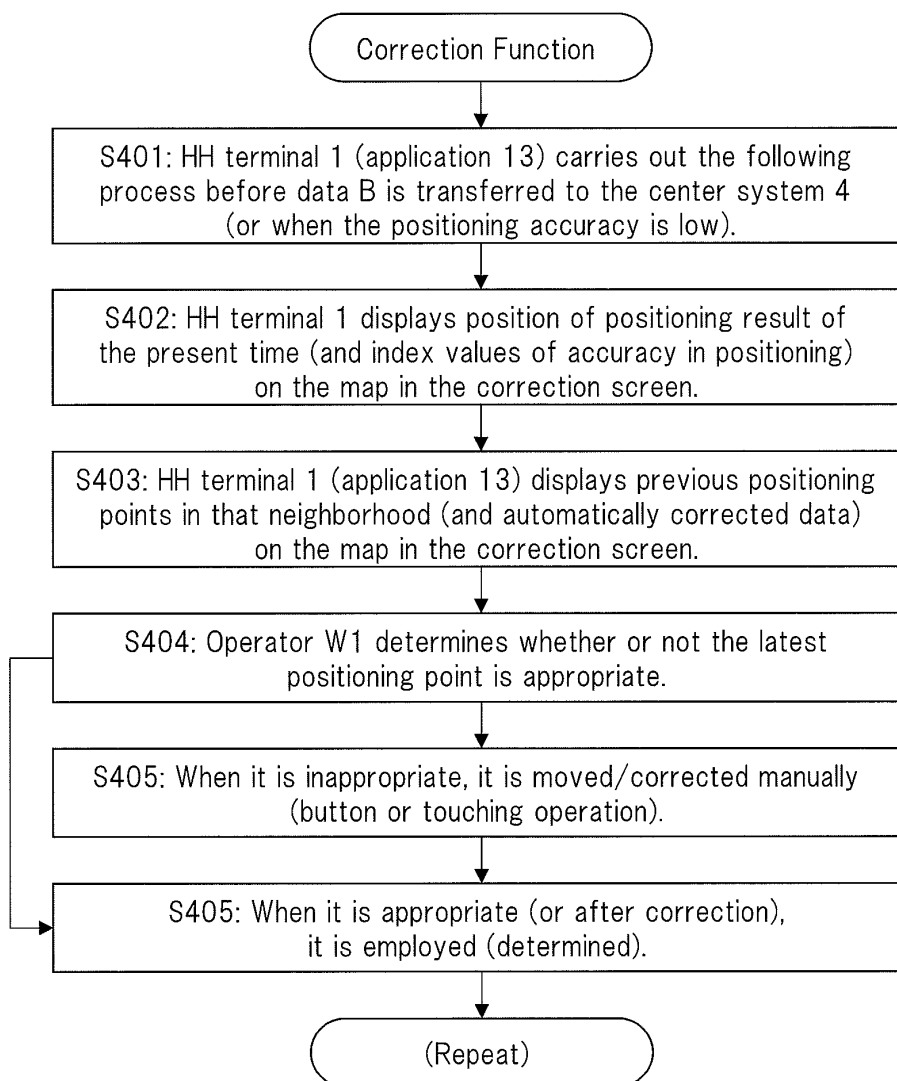 Correction Function
S401: HH terminal 1 (application 13) carries out the following
process before data B is transferred to the center system 4
(or when the positioning accuracy is low).
S402: HH terminal 1 displays position of positioning result of
the present time (and index values of accuracy in positioning)
on the map in the correction screen.
S403: HH terminal 1 (application 13) displays previous positioning
points in that neighborhood (and automatically corrected data)
on the map in the correction screen.
S404: Operator W1 determines whether or not the latest
positioning point is appropriate.
S405: When it is inappropriate, it is moved/corrected manually
(button or touching operation).
S405: When it is appropriate (or after correction),
it is employed (determined).
(Repeat)